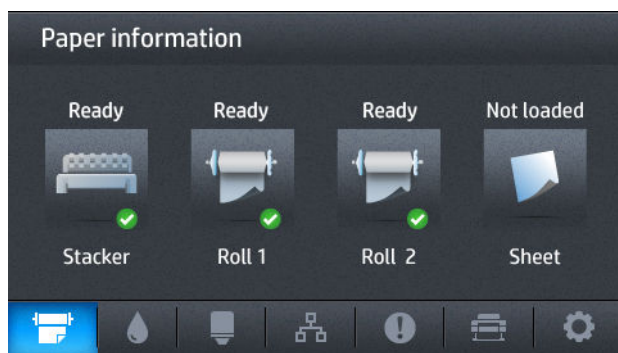 Paper information
Ready Ready Ready Not loaded
Stacker Roll 1 Roll 2 Sheet